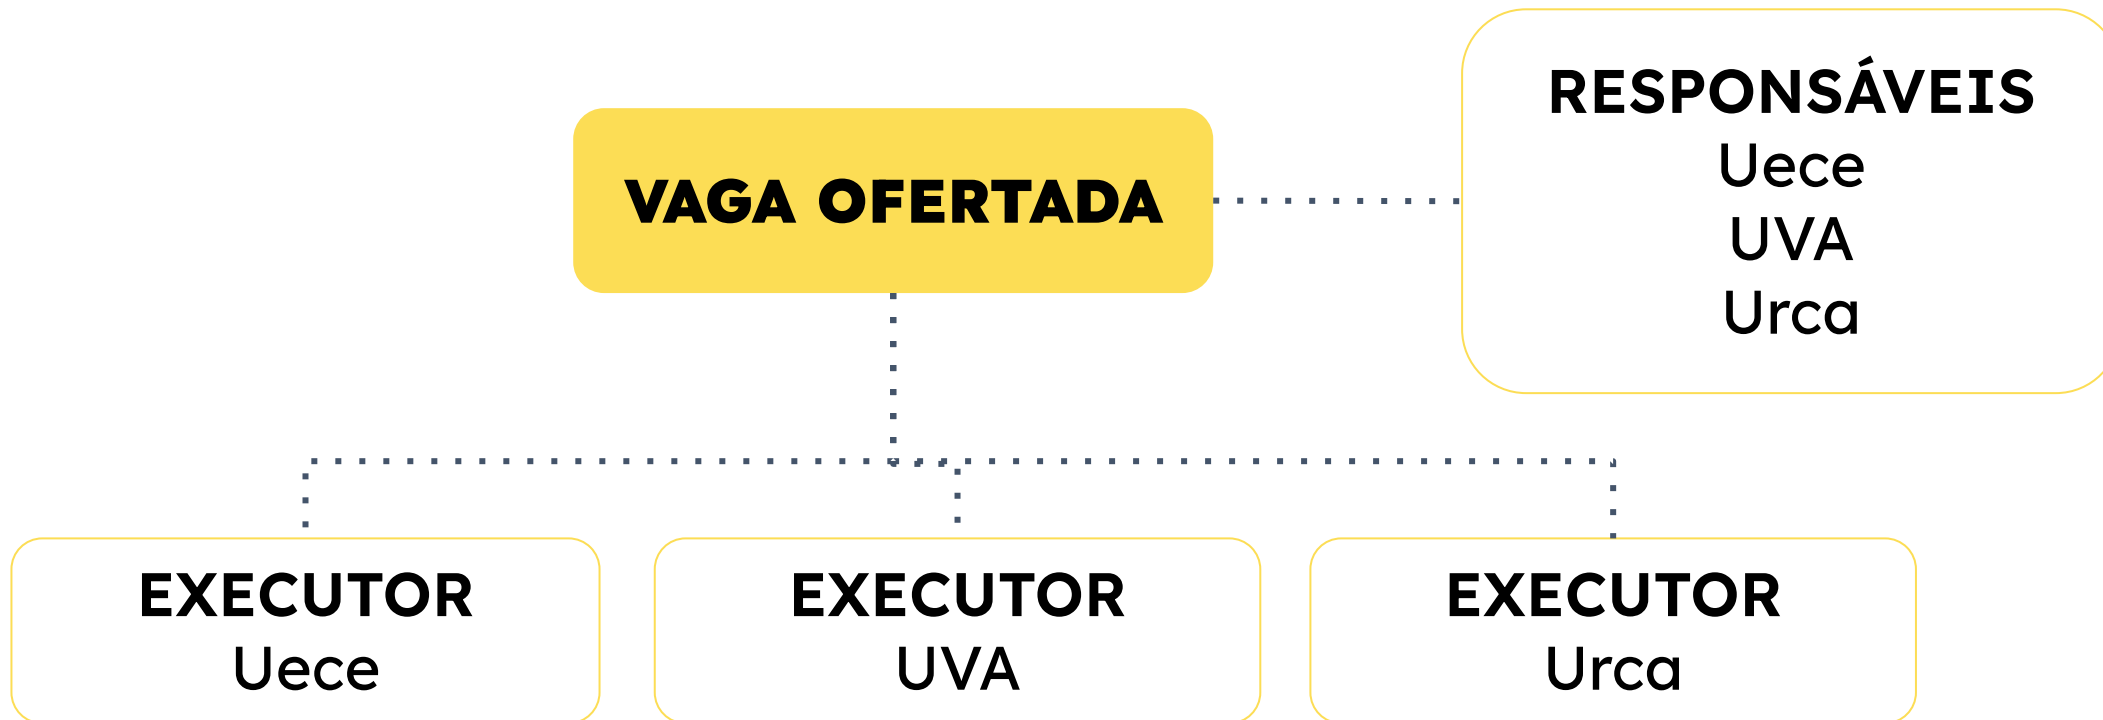 VAGA OFERTADA
RESPONSÁVEIS
Uece
UVA
Urca
EXECUTOR
Uece
EXECUTOR
UVA
EXECUTOR
Urca